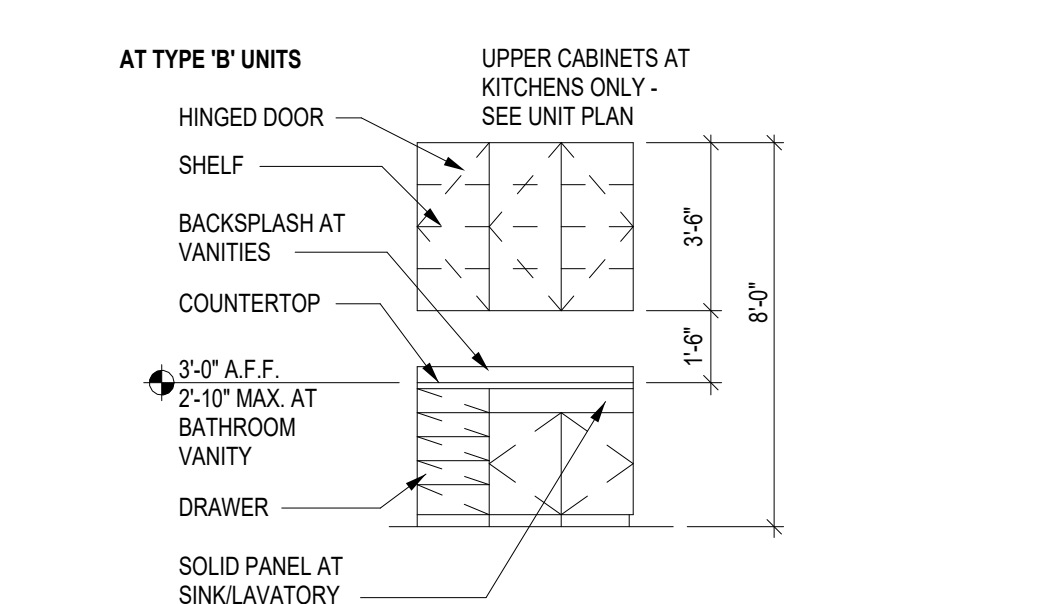 AT TYPE 'B' UNITS
UPPER CABINETS AT
KITCHENS ONLY -
SEE UNIT PLAN
HINGED DOOR
SHELF
BACKSPLASH AT
VANITIES
COUNTERTOP
3'-0" A.F.F.
2'-10" MAX. AT
BATHROOM
VANITY
DRAWER
SOLID PANEL AT
SINK/LAVATORY
3'-6"
1'-6"
8'-0"